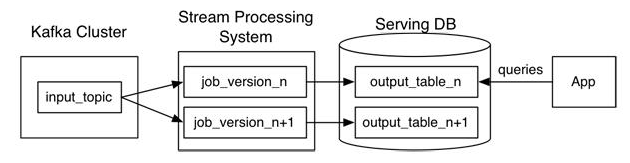 Kafka Cluster
Stream Processing
System
Serving DB
input_topic
job_version_n
job_version_n+1
output_table_n
output_table_n+1
queries
App